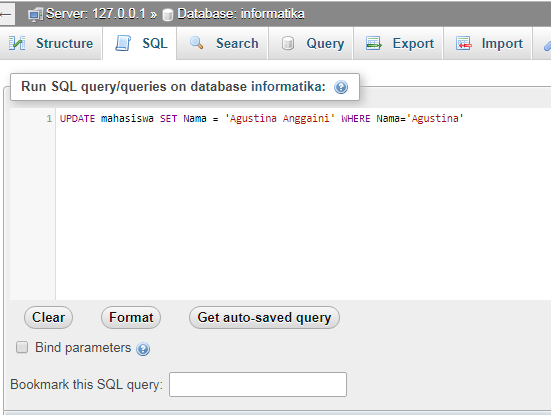 Server: 127.0.0.1 » Database: informatika
Structure SQL Search Query Export Import
Run SQL query/queries on database informatika:
1 UPDATE mahasiswa SET Nama = 'Agustina Anggaini' WHERE Nama='Agustina'
Clear Format Get auto-saved query
Bind parameters
Bookmark this SQL query: